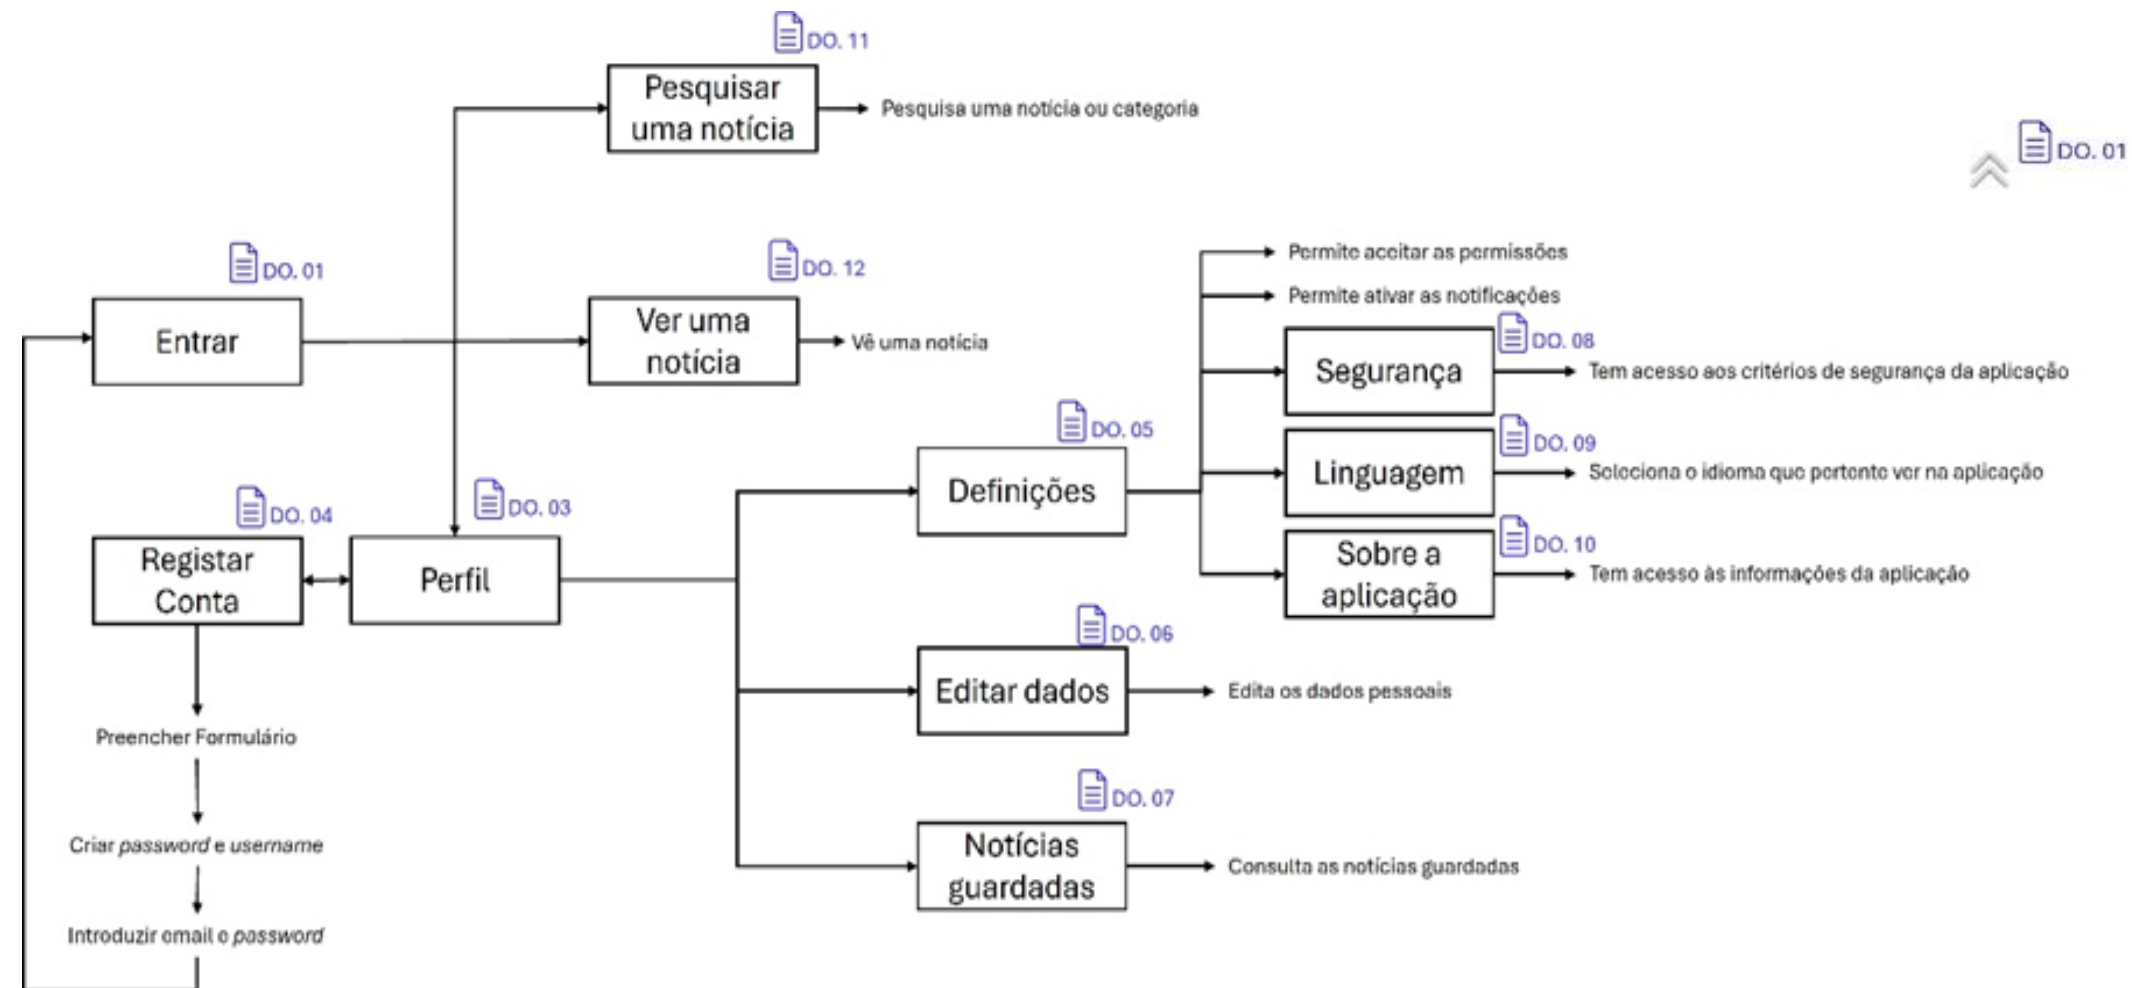 DO. 11
Pesquisar
uma notícia
Pesquisa uma notícia ou categoria
DO. 01
DO. 01
Entrar
DO. 12
Ver uma
notícia
Vê uma notícia
Permite aceitar as permissões
Permite ativar as notificações
DO. 08
Segurança
Tem acesso aos critérios de segurança da aplicação
DO. 05
Definições
DO. 09
Linguagem
Seleciona o idioma que pertente ver na aplicação
DO. 10
Sobre a
aplicação
Tem acesso às informações da aplicação
DO. 04
Registar
Conta
DO. 03
Perfil
DO. 06
Editar dados
Edita os dados pessoais
DO. 07
Notícias
guardadas
Consulta as notícias guardadas
Preencher Formulário
Criar password e username
Introduzir email e password